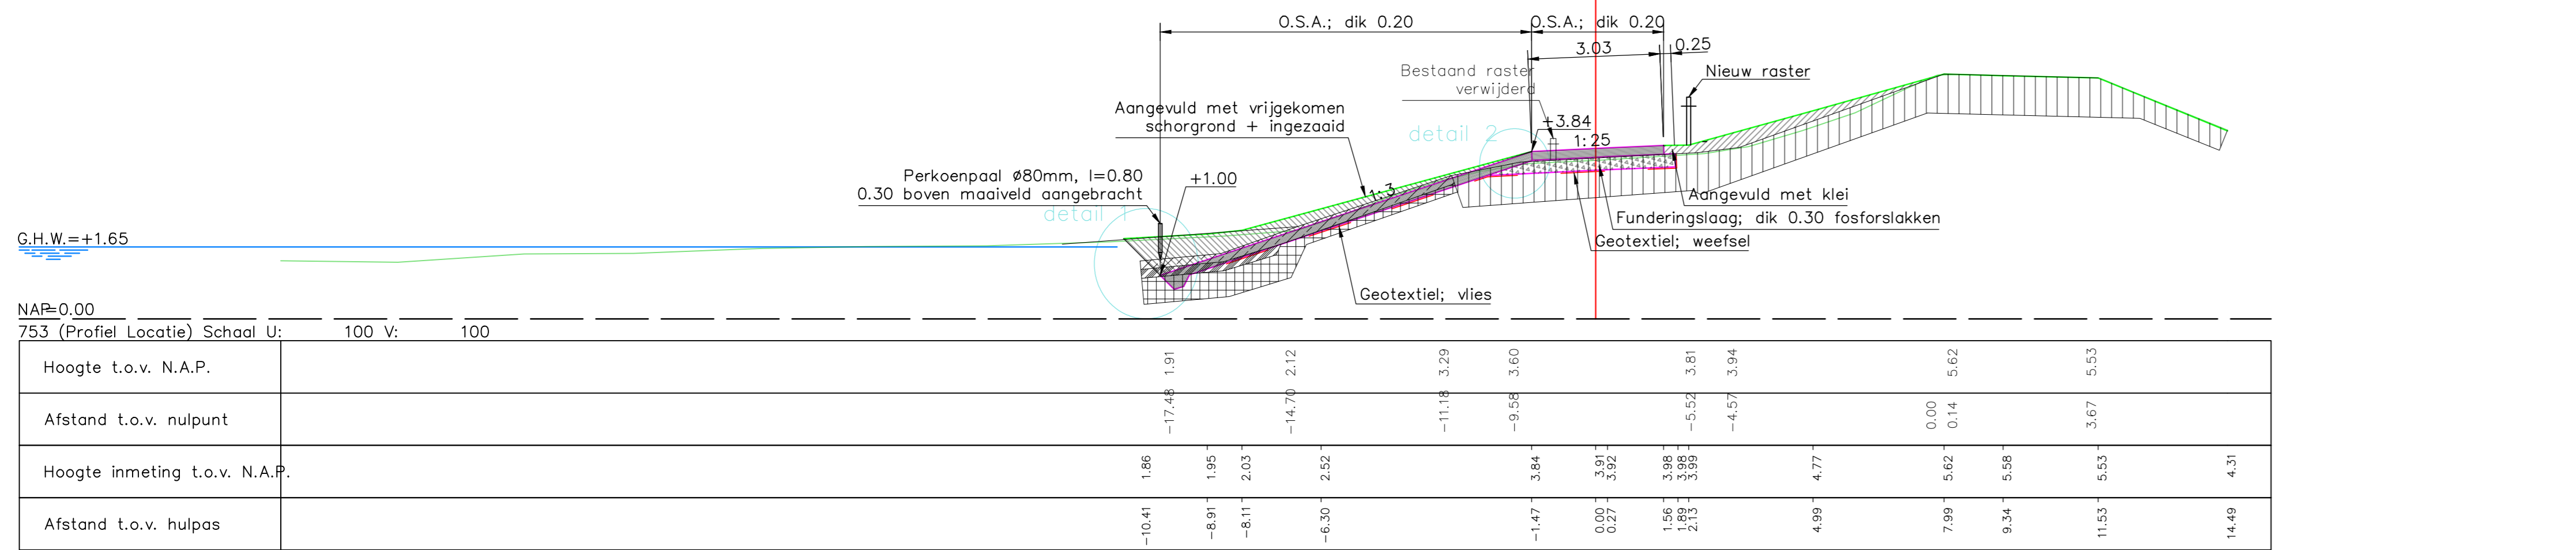 O.S.A.; dik 0.20
O.S.A.; dik 0.20
3.03
0.25
Bestaand raster
verwijderd
Nieuw raster
Aangevuld met vrijgekomen
schorgrond + ingezaaid
detail 2
+3.84
1:25
Perkoenpaal ø80mm, l=0.80
0.30 boven maaiveld aangebracht
+1.00
1:3
detail 1
Aangevuld met klei
Funderingslaag; dik 0.30 fosforslakken
Geotextiel; weefsel
G.H.W.=+1.65
Geotextiel; vlies
NAP=0.00
753 (Profiel Locatie) Schaal U: 100 V: 100
Hoogte t.o.v. N.A.P. 1.91 2.12 3.29 3.60 3.81 3.94 5.62 5.53
Afstand t.o.v. nulpunt -17.48 -14.70 -11.18 -9.58 -5.52 -4.57 0.00 0.14 3.67
Hoogte inmeting t.o.v. N.A.P. 1.86 1.95 2.03 2.52 3.84 3.91 3.92 3.98 3.98 3.99 4.77 5.62 5.58 5.53 4.31
Afstand t.o.v. hulpas -10.41 -8.91 -8.11 -6.30 -1.47 0.00 0.27 1.56 1.89 2.13 4.99 7.99 9.34 11.53 14.49